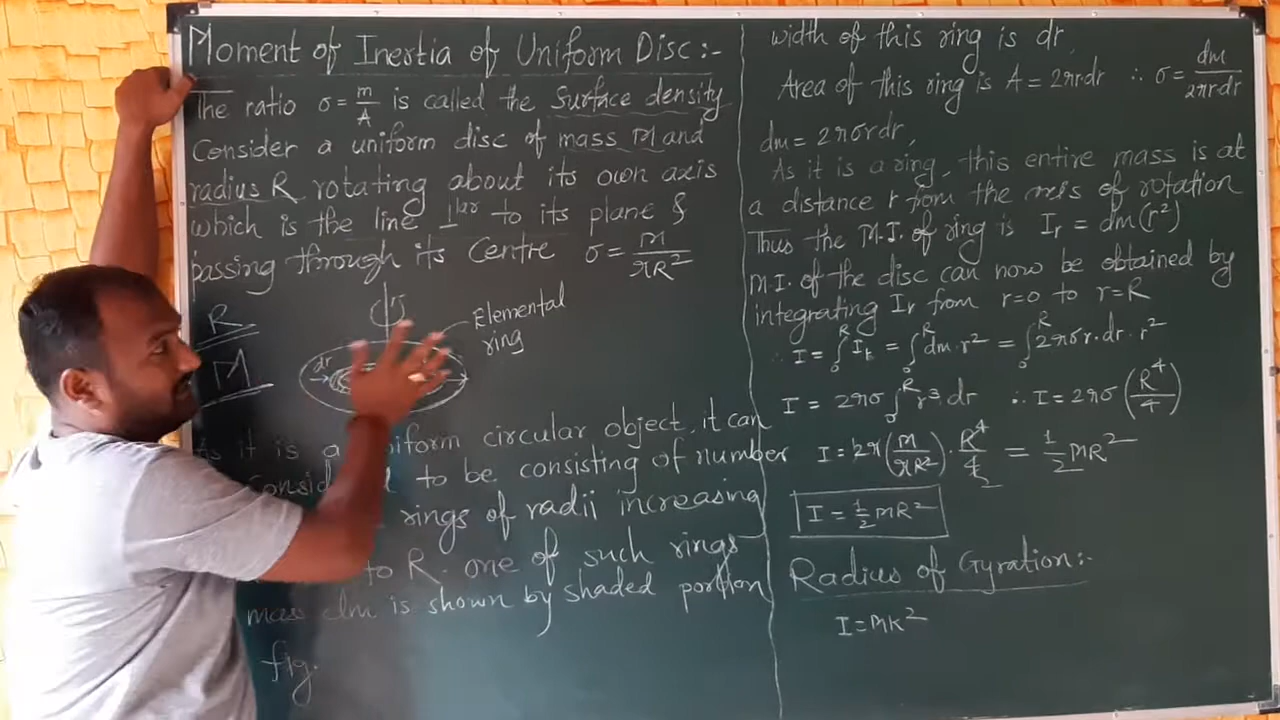 Moment of Inertia of Uniform Disc:-
The ratio σ = m/A is called the surface density
Consider a uniform disc of mass M and
radius R rotating about its own axis
which is the line ⊥lar to its plane &
passing through its Centre σ = M/πR²
R
M
Elemental
ring
dr
As it is a uniform circular object, it can
to be consisting of number
rings of radii increasing
to R. one of such rings
mass dm is shown by shaded portion
fig.
width of this ring is dr,
Area of this ring is A = 2πrdr ∴ σ = dm/2πrdr
dm = 2πσrdr,
As it is a ring, this entire mass is at
a distance r from the axis of rotation
Thus the M.I. of ring is Ir = dm(r²)
M.I. of the disc can now be obtained by
integrating Ir from r=0 to r=R
∴ I = ∫₀ᴿ Ir = ∫₀ᴿ dm.r² = ∫₀ᴿ 2πσr.dr.r²
I = 2πσ ∫₀ᴿ r³dr ∴ I = 2πσ (R⁴/4)
I = 2π(M/πR²).R⁴/4 = ½MR²
I = ½MR²
Radius of Gyration:-
I = MK²